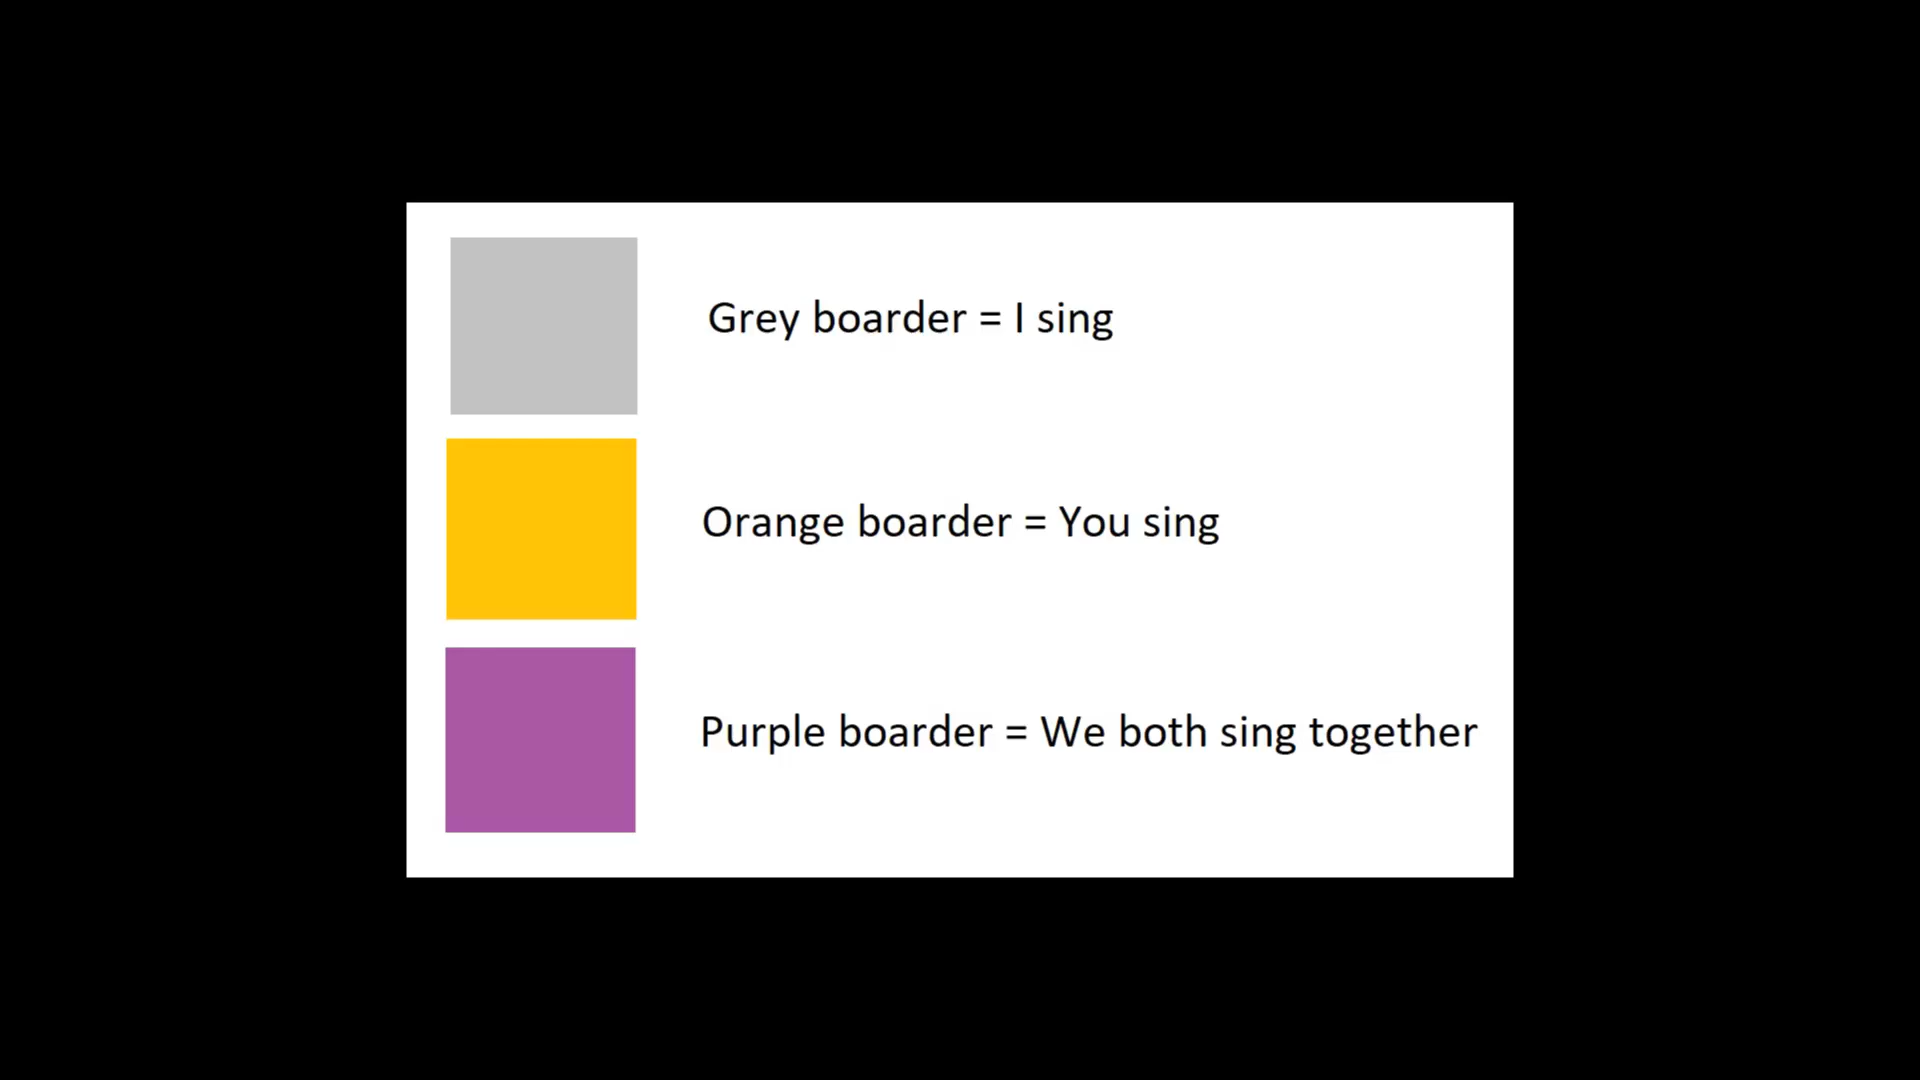 Grey boarder = I sing
Orange boarder = You sing
Purple boarder = We both sing together